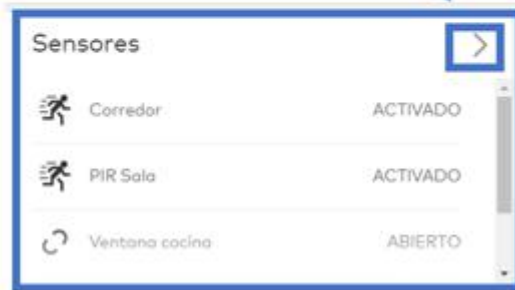 Sensores
Corredor ACTIVADO
PIR Sala ACTIVADO
Ventana cocina ABIERTO